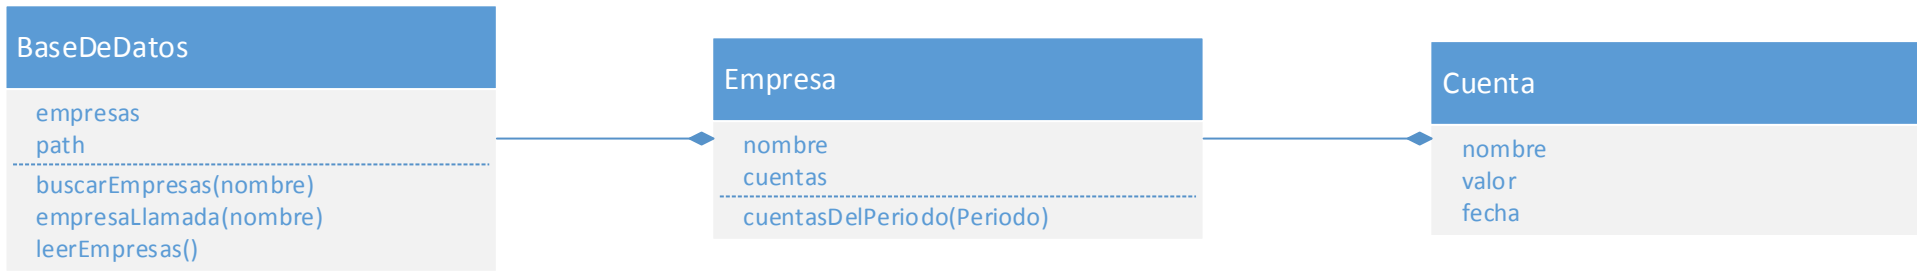 BaseDeDatos
empresas
path
buscarEmpresas(nombre)
empresaLlamada(nombre)
leerEmpresas()
Empresa
nombre
cuentas
cuentasDelPeriodo(Periodo)
Cuenta
nombre
valor
fecha